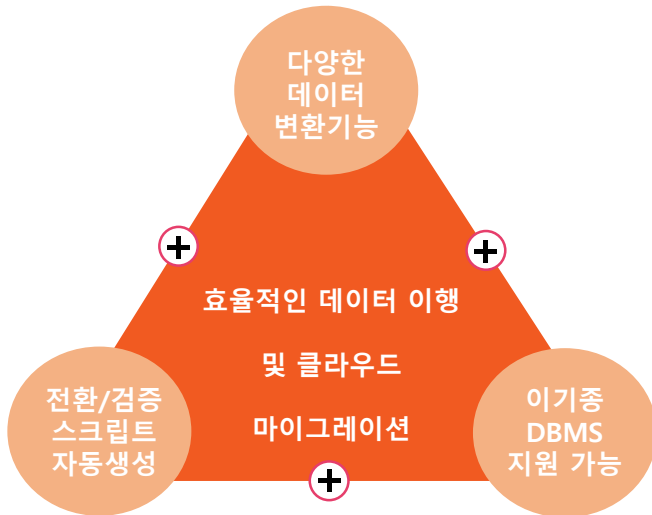 다양한
데이터
변환기능
효율적인 데이터 이행
및 클라우드
마이그레이션
전환/검증
스크립트
자동생성
이기종
DBMS
지원 가능